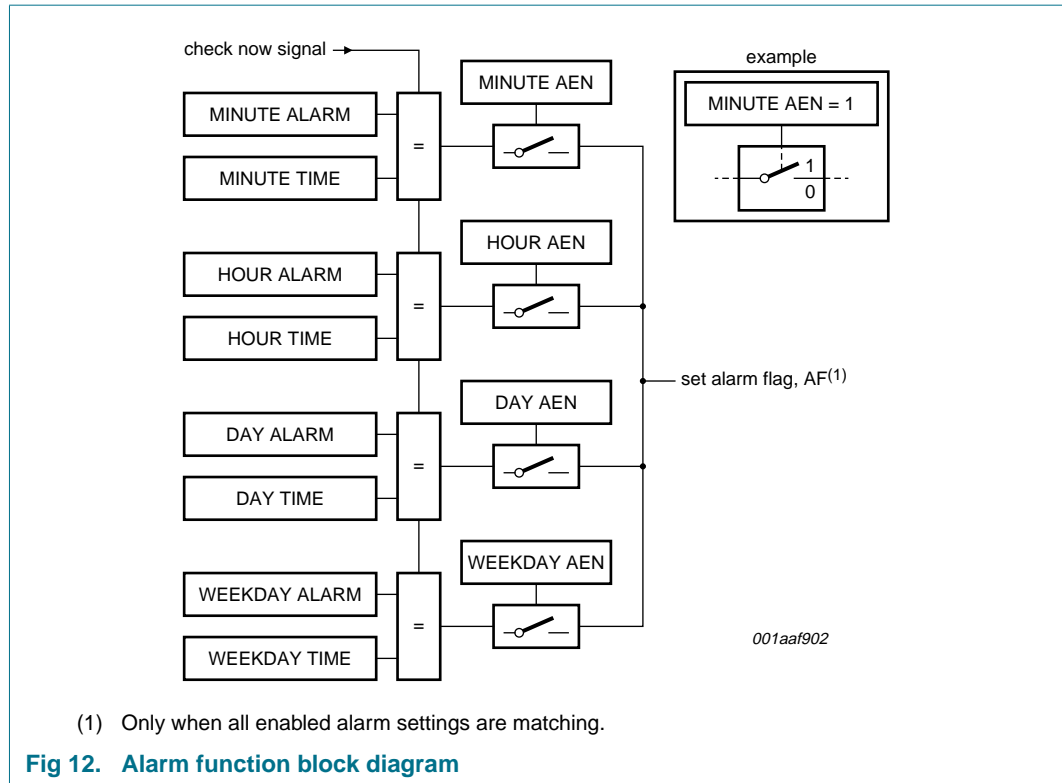 check now signal
example
MINUTE AEN
MINUTE AEN = 1
MINUTE ALARM
=
MINUTE TIME
1
0
HOUR AEN
HOUR ALARM
=
HOUR TIME
set alarm flag, AF(1)
DAY AEN
DAY ALARM
=
DAY TIME
WEEKDAY AEN
WEEKDAY ALARM
=
WEEKDAY TIME
001aaf902
(1) Only when all enabled alarm settings are matching.
Fig 12. Alarm function block diagram